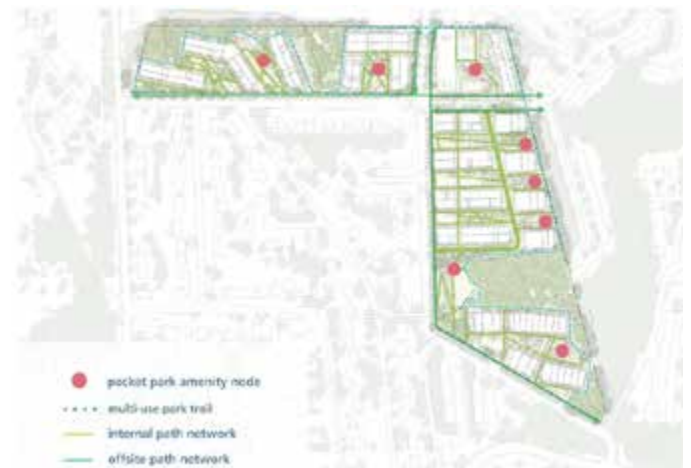 pocket park amenity node
multi-use park trail
internal path network
offsite path network